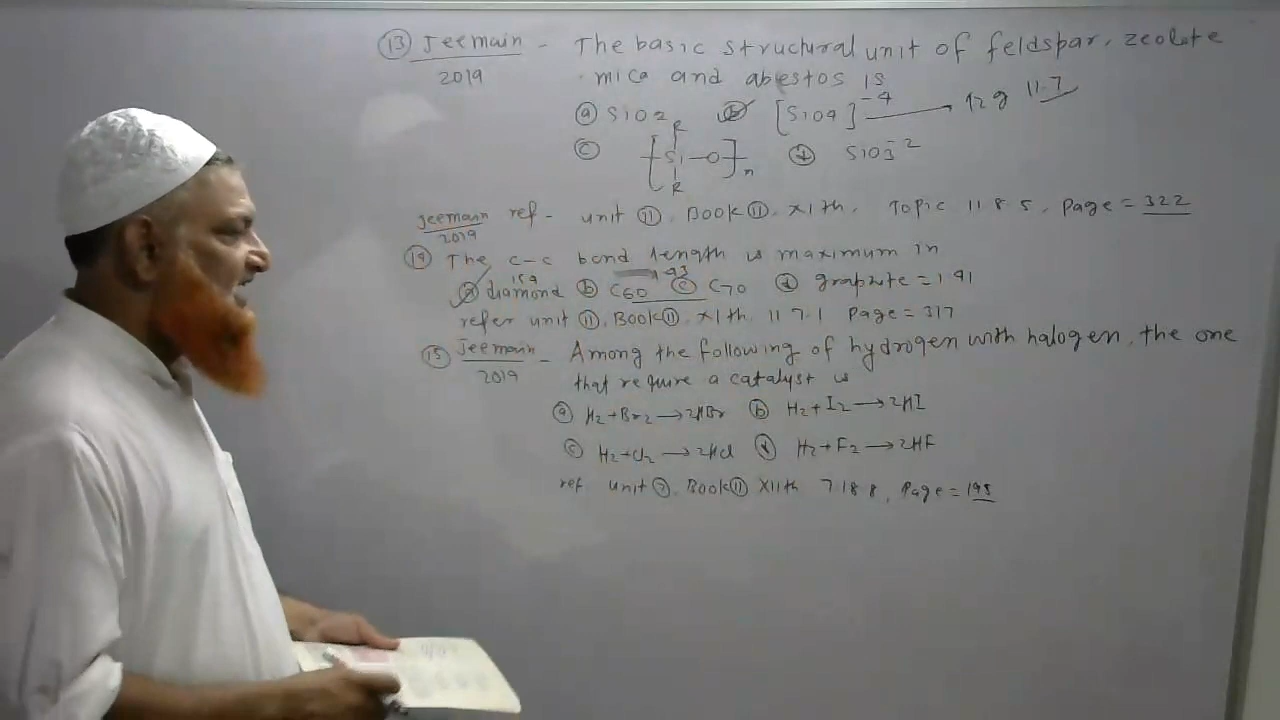 ⑬ Jeemain - The basic structural unit of feldspar, zeolite
2019 mica and abestos is
ⓐ SiO2 ⓑ [SiO4]-4 → 11.7
ⓒ [Si-O]n ⓓ SiO3-2
R
R
Jeemain ref - unit ⑪, Book ⑪, XIth, Topic 11.8.5, Page = 322
2019
The C-C bond length is maximum in
ⓐ diamond ⓑ C60 ⓒ C70 ⓓ graphite = 141
154 143
refer unit ⑪, Book ⑪, XIth 11.7.1 Page = 317
⑮ Jeemain - Among the following of hydrogen with halogen, the one
2019 that require a catalyst is
ⓐ H2+Br2 → 2HBr ⓑ H2+I2 → 2HI
ⓒ H2+Cl2 → 2HCl ⓓ H2+F2 → 2HF
ref unit ⑦, Book ⑪ XIIth 7.18.8, Page = 195